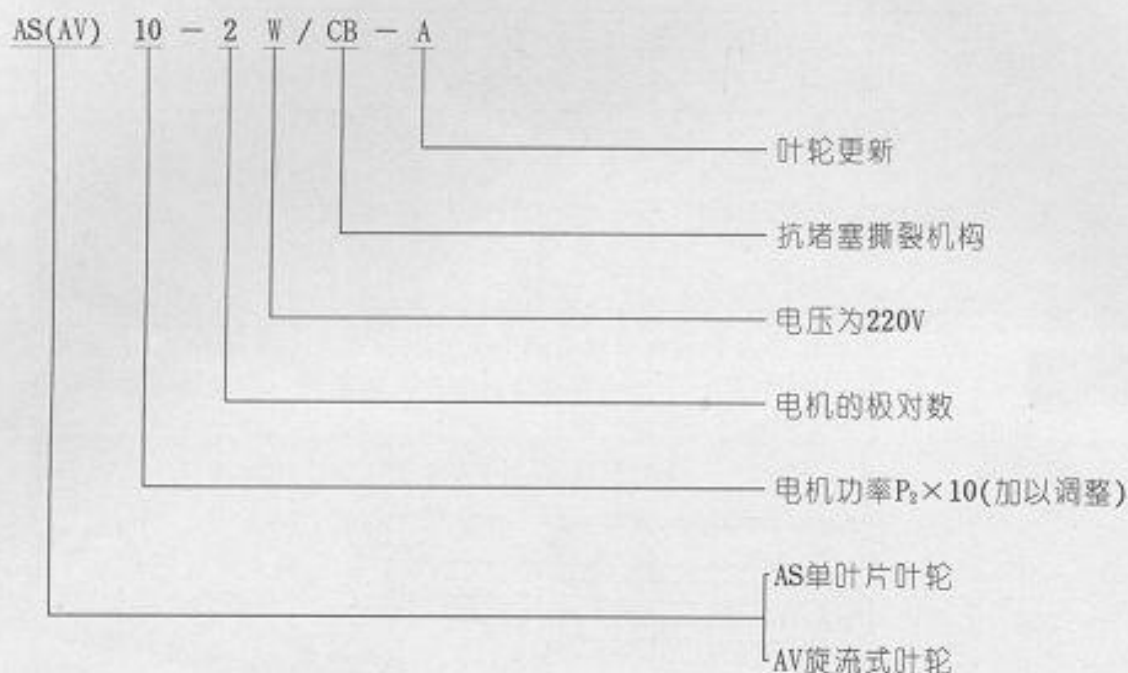 AS(AV) 10 - 2 W / CB - A
叶轮更新
抗堵塞撕裂机构
电压为220V
电机的极对数
电机功率P₂×10(加以调整)
AS单叶片叶轮
AV旋流式叶轮